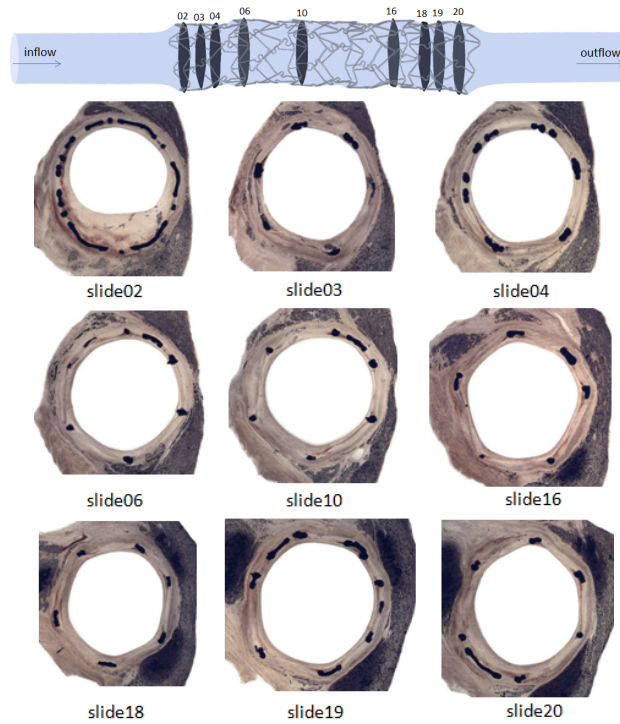 02 03 04 06 10 16 18 19 20
inflow outflow
slide02 slide03 slide04
slide06 slide10 slide16
slide18 slide19 slide20